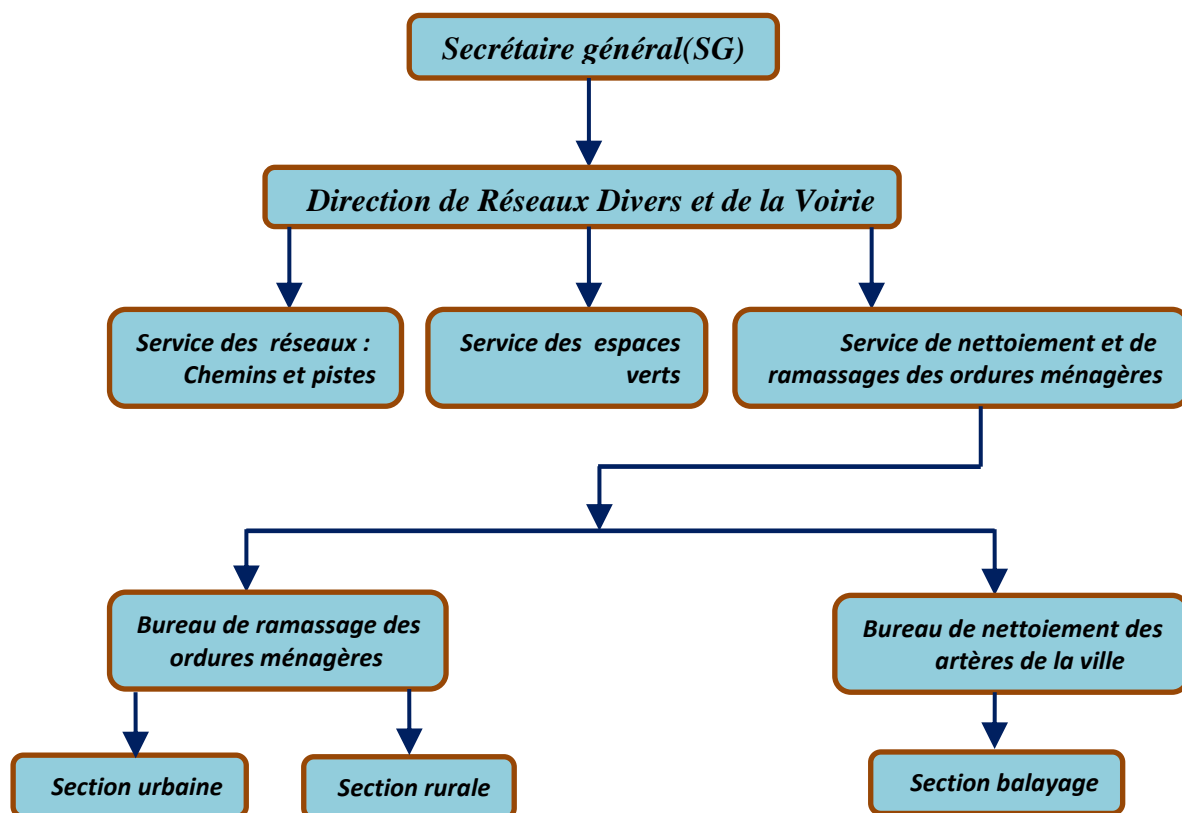 Secrétaire général(SG)
Direction de Réseaux Divers et de la Voirie
Service des réseaux :
Chemins et pistes
Service des espaces
verts
Service de nettoiement et de
ramassages des ordures ménagères
Bureau de ramassage des
ordures ménagères
Bureau de nettoiement des
artères de la ville
Section urbaine
Section rurale
Section balayage